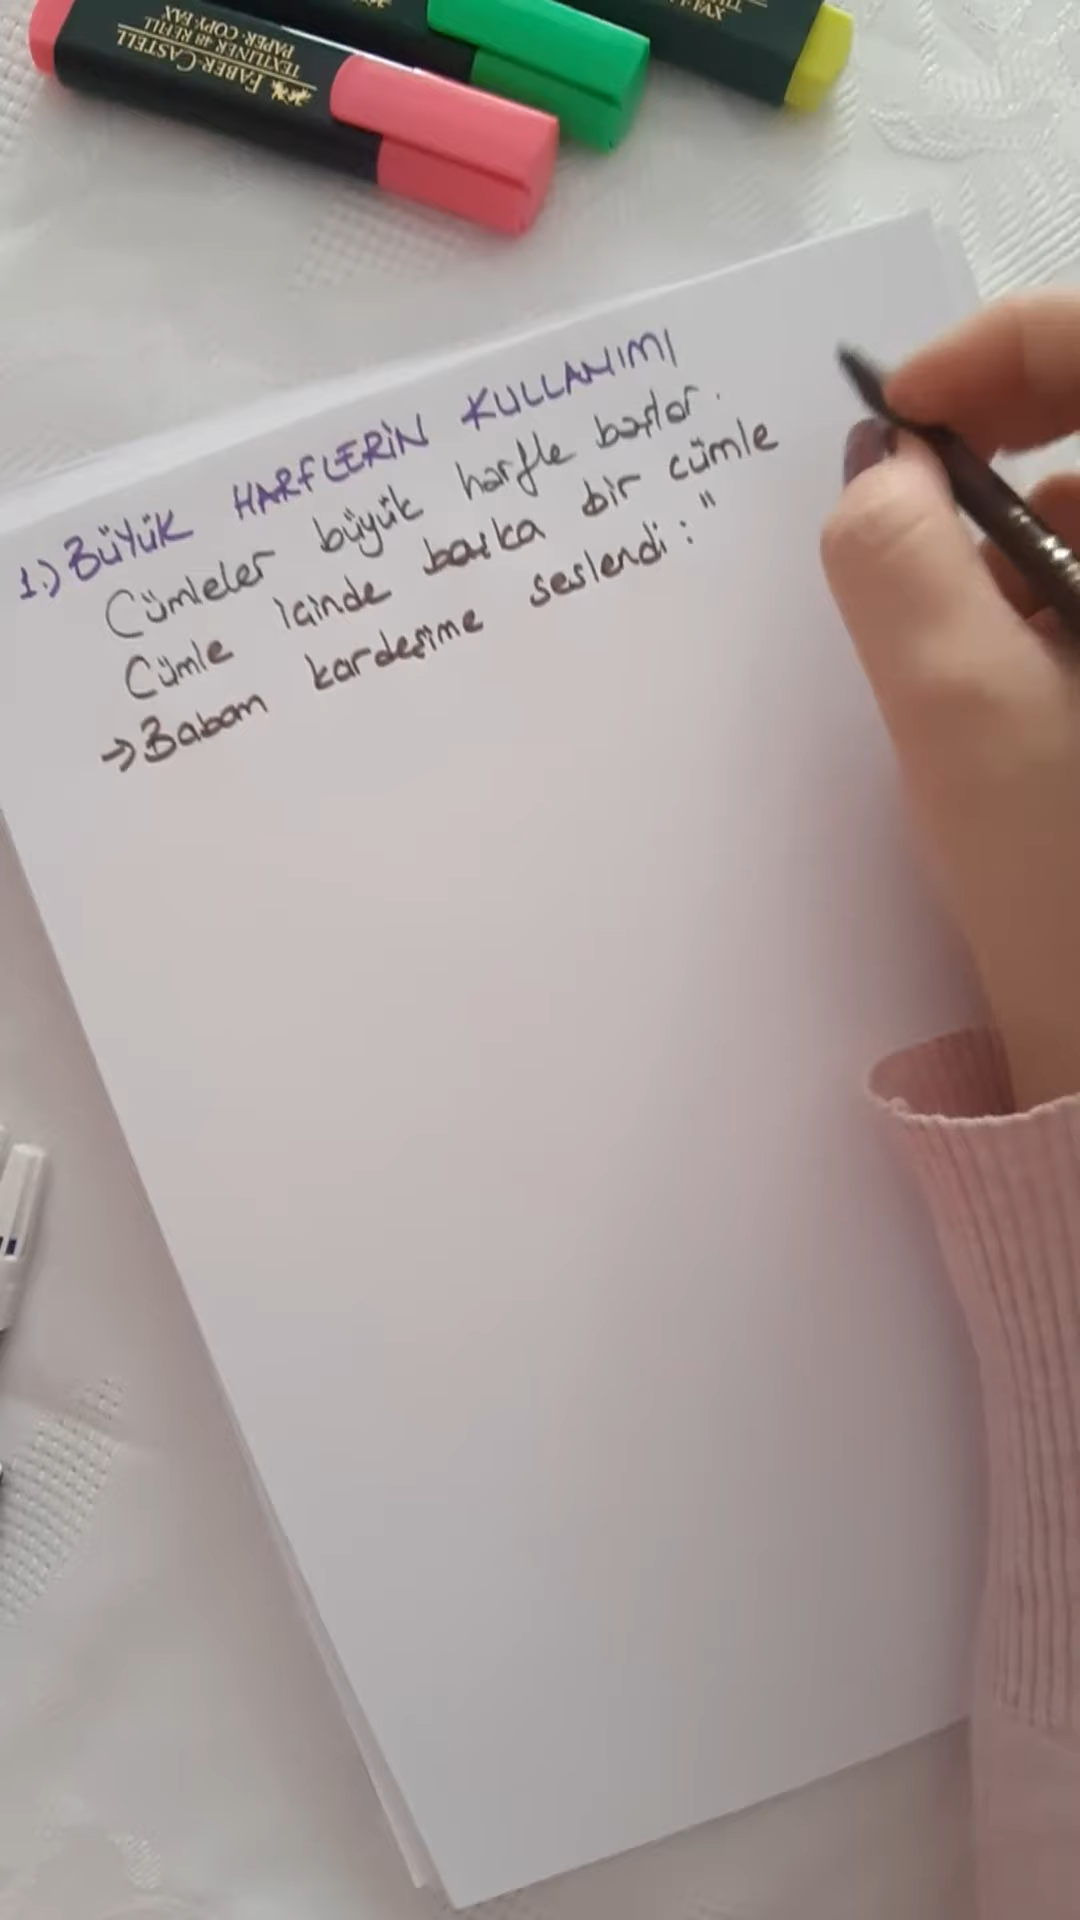 FABER-CASTELL
TEXTLINER 48 REFILL
PAPER-COPY-FAX
1.) BÜYÜK HARFLERİN KULLANIMI
Cümleler büyük harfle başlar.
Cümle içinde başka bir cümle
→Babam kardeşime seslendi: "